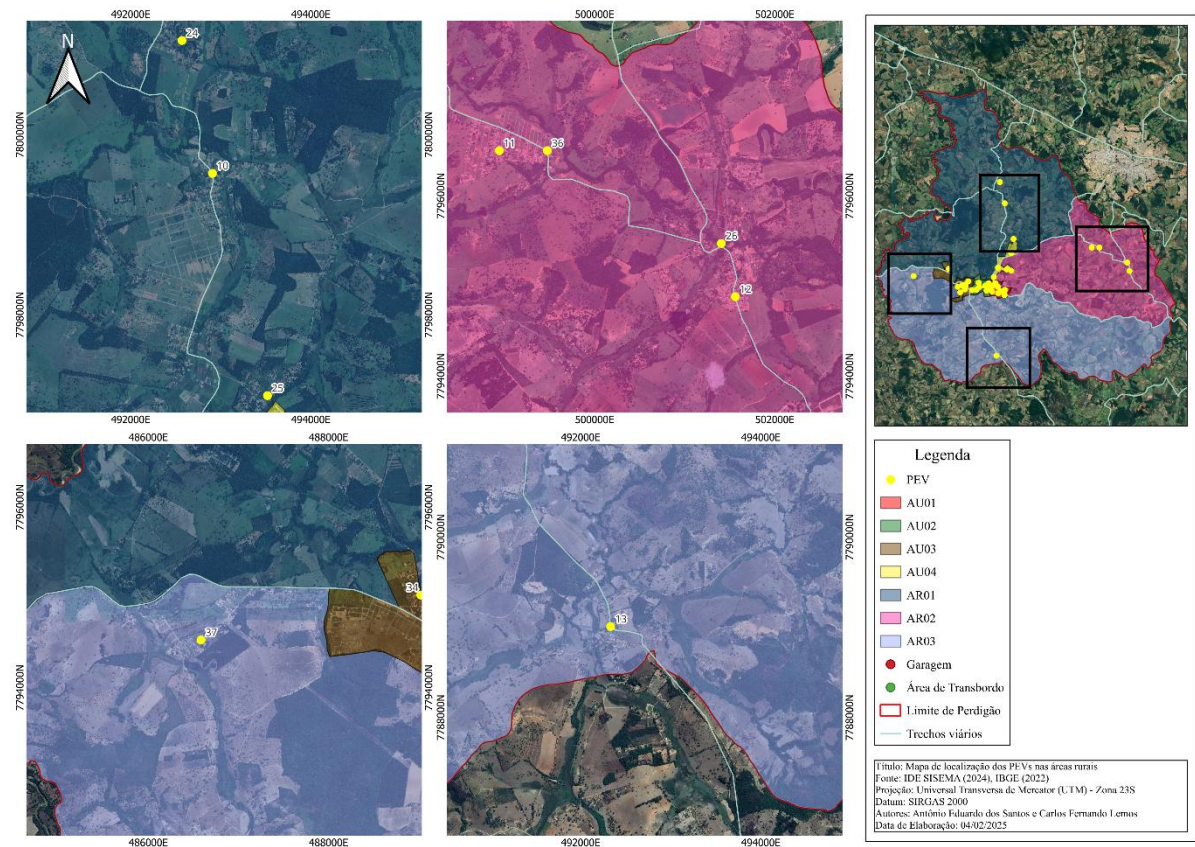 492000E
494000E
500000E
502000E
N
24
10
25
7800000N
7798000N
7800000N
7798000N
11
36
26
12
7796000N
7794000N
492000E
494000E
486000E
488000E
500000E
502000E
492000E
494000E
37
34
7796000N
7794000N
7796000N
7794000N
13
7790000N
7788000N
7790000N
7788000N
486000E
488000E
492000E
494000E
Legenda
PEV
AU01
AU02
AU03
AU04
AR01
AR02
AR03
Garagem
Área de Transbordo
Limite de Perdigão
Trechos viários
Título: Mapa de localização dos PEVs nas áreas rurais
Fonte: IDE SISEMA (2024), IBGE (2022)
Projeção: Universal Transversa de Mercator (UTM) - Zona 23S
Datum: SIRGAS 2000
Autores: Antônio Eduardo dos Santos e Carlos Fernando Lemos
Data de Elaboração: 04/02/2025